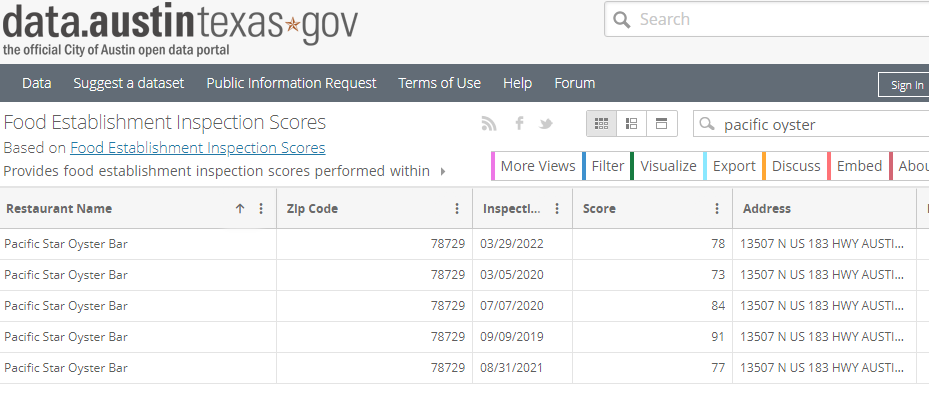 data.austintexas.gov
the official City of Austin open data portal
Search
Data Suggest a dataset Public Information Request Terms of Use Help Forum Sign In
Food Establishment Inspection Scores
pacific oyster
Based on Food Establishment Inspection Scores
Provides food establishment inspection scores performed within
More Views Filter Visualize Export Discuss Embed Abou
Restaurant Name Zip Code Inspecti... Score Address
Pacific Star Oyster Bar 78729 03/29/2022 78 13507 N US 183 HWY AUSTI...
Pacific Star Oyster Bar 78729 03/05/2020 73 13507 N US 183 HWY AUSTI...
Pacific Star Oyster Bar 78729 07/07/2020 84 13507 N US 183 HWY AUSTI...
Pacific Star Oyster Bar 78729 09/09/2019 91 13507 N US 183 HWY AUSTI...
Pacific Star Oyster Bar 78729 08/31/2021 77 13507 N US 183 HWY AUSTI...